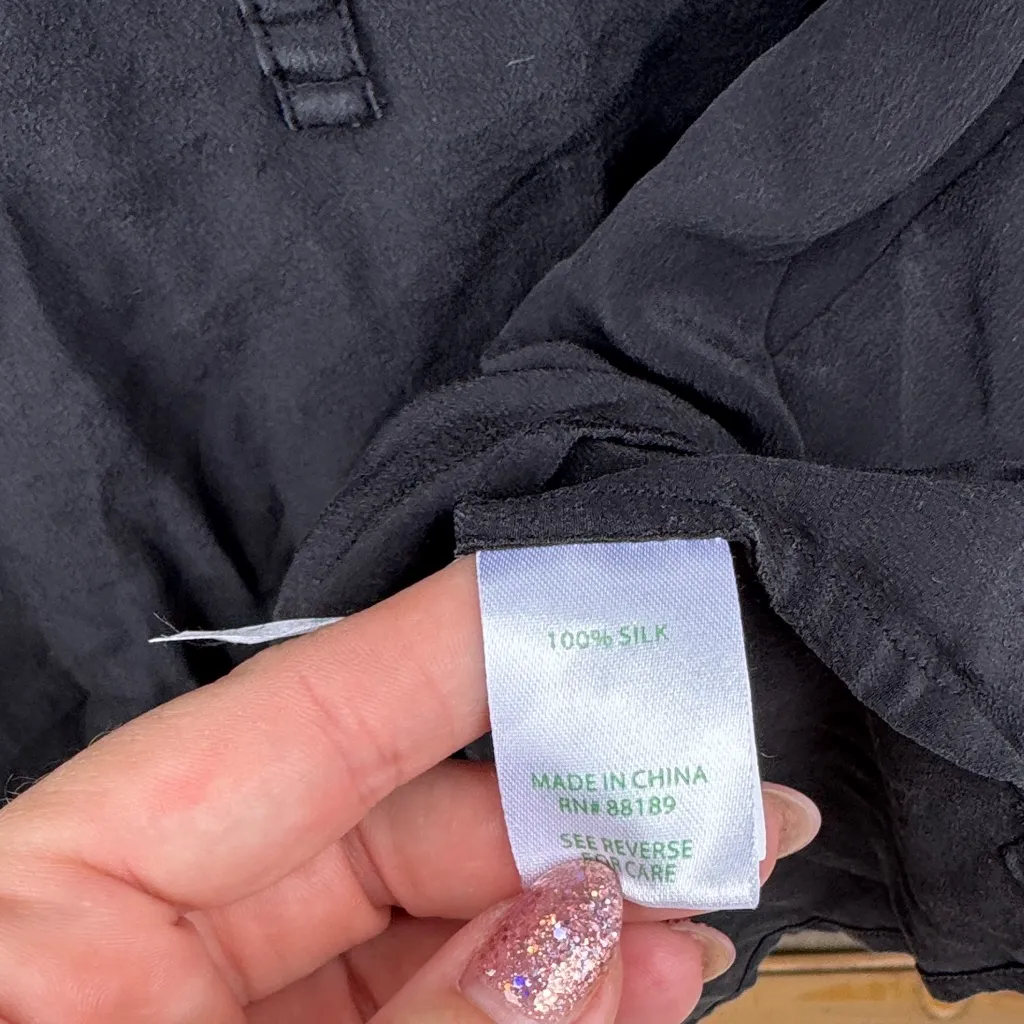 100% SILK
MADE IN CHINA
RN# 88189
SEE REVERSE
FOR CARE